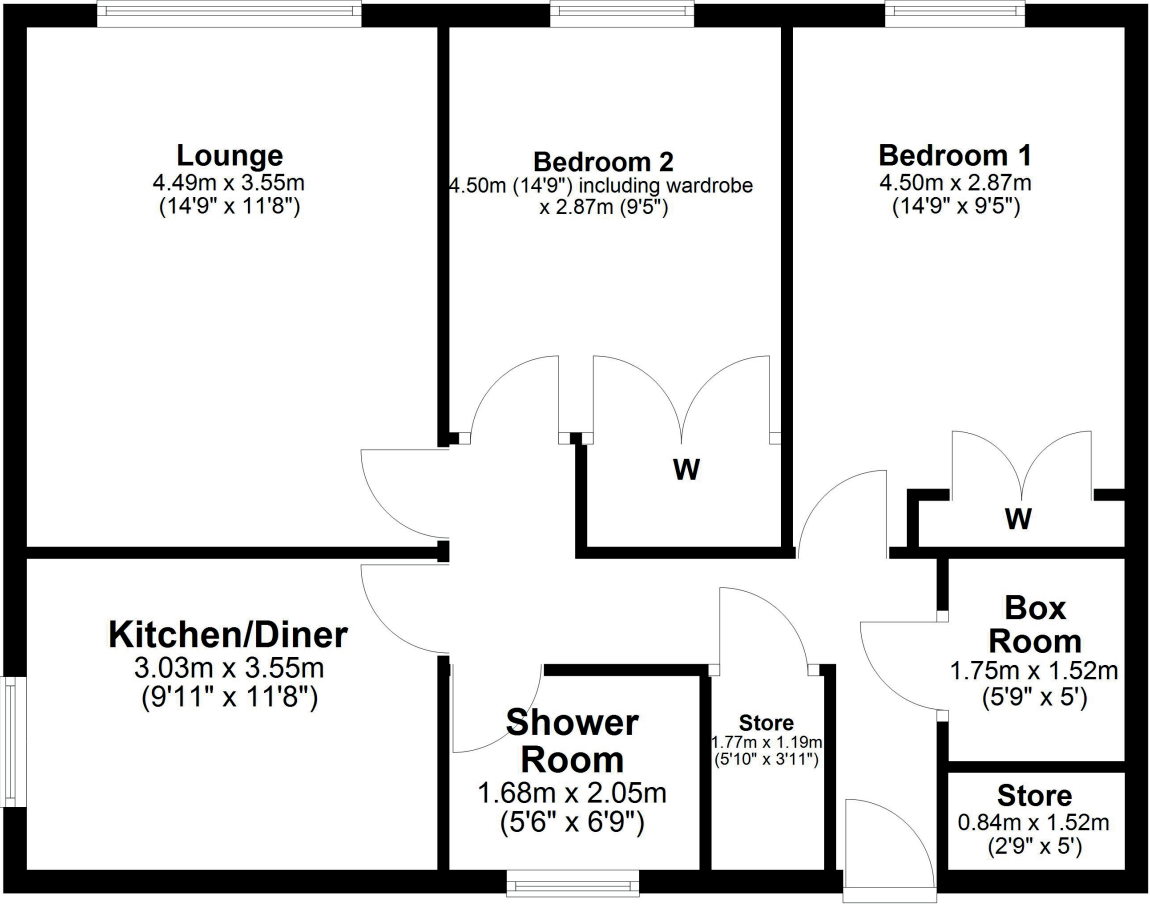 Lounge
4.49m x 3.55m
(14'9" x 11'8")
Bedroom 2
4.50m (14'9") including wardrobe
x 2.87m (9'5")
Bedroom 1
4.50m x 2.87m
(14'9" x 9'5")
W
W
Kitchen/Diner
3.03m x 3.55m
(9'11" x 11'8")
Shower
Room
1.68m x 2.05m
(5'6" x 6'9")
Store
1.77m x 1.19m
(5'10" x 3'11")
Box
Room
1.75m x 1.52m
(5'9" x 5')
Store
0.84m x 1.52m
(2'9" x 5')